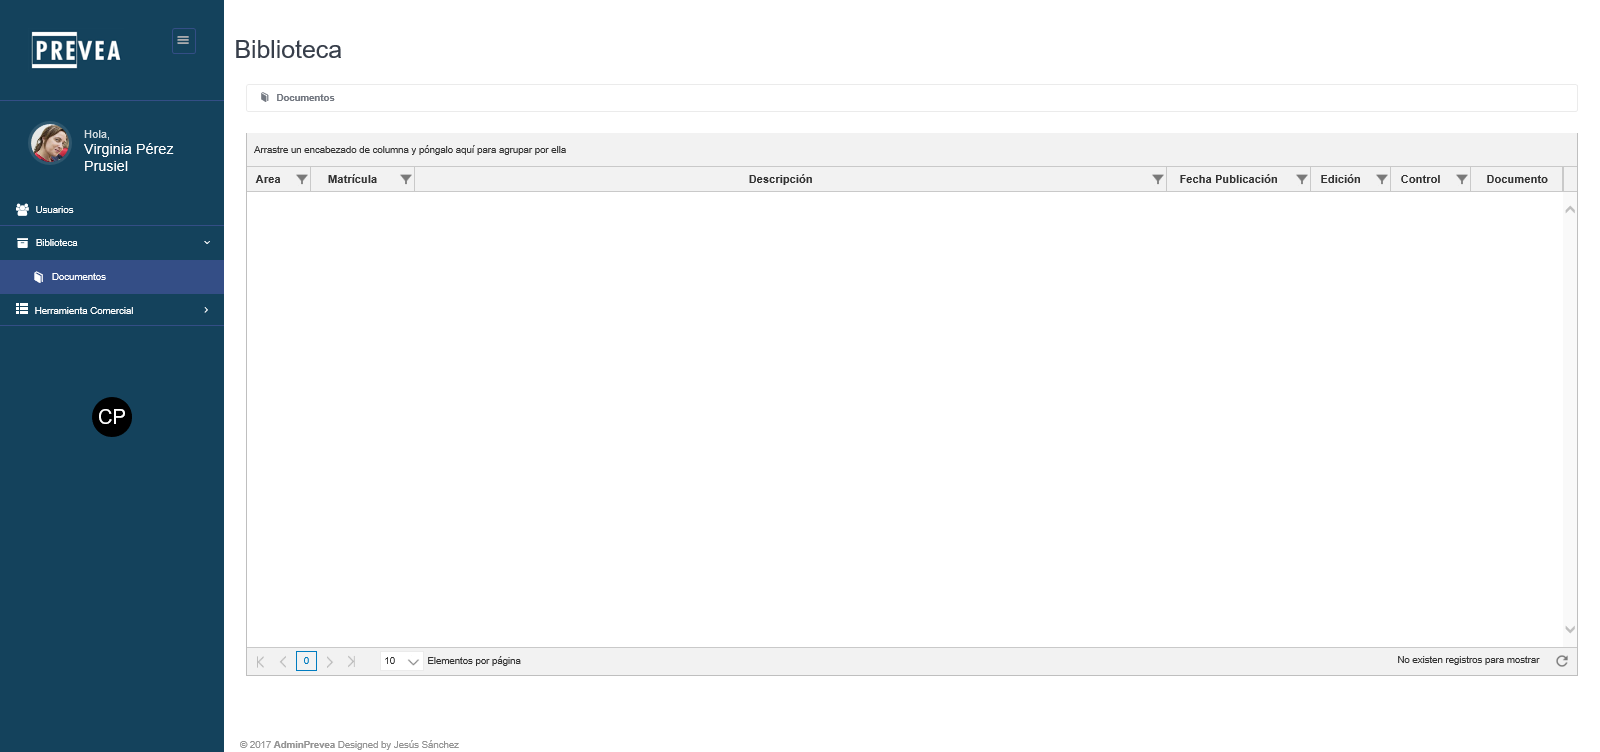 PREVEA
Hola,
Virginia Pérez
Prusiel
Usuarios
Biblioteca
Documentos
Herramienta Comercial
CP
Biblioteca
Documentos
Arrastre un encabezado de columna y póngalo aquí para agrupar por ella
Area Matrícula Descripción Fecha Publicación Edición Control Documento
0 10 Elementos por página No existen registros para mostrar
© 2017 AdminPrevea Designed by Jesús Sánchez